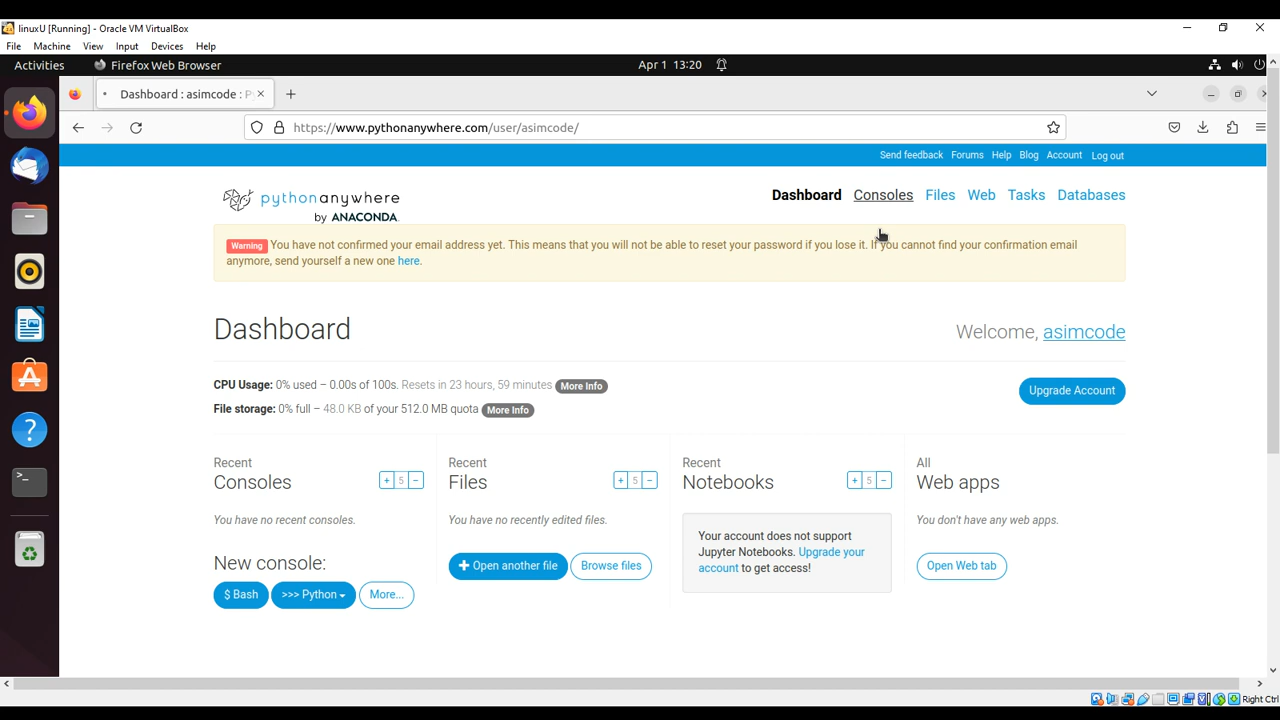 linuxU [Running] - Oracle VM VirtualBox
File Machine View Input Devices Help
Activities Firefox Web Browser Apr 1 13:20
Dashboard : asimcode : P
https://www.pythonanywhere.com/user/asimcode/
Send feedback Forums Help Blog Account Log out
pythonanywhere
by ANACONDA.
Dashboard Consoles Files Web Tasks Databases
Warning You have not confirmed your email address yet. This means that you will not be able to reset your password if you lose it. If you cannot find your confirmation email
anymore, send yourself a new one here.
Dashboard
Welcome, asimcode
CPU Usage: 0% used – 0.00s of 100s. Resets in 23 hours, 59 minutes More Info
File storage: 0% full – 48.0 KB of your 512.0 MB quota More Info
Upgrade Account
Recent
Consoles
+ 5 −
You have no recent consoles.
New console:
$ Bash >>> Python More...
Recent
Files
+ 5 −
You have no recently edited files.
+ Open another file Browse files
Recent
Notebooks
+ 5 −
Your account does not support
Jupyter Notebooks. Upgrade your
account to get access!
All
Web apps
You don't have any web apps.
Open Web tab
Right Ctrl